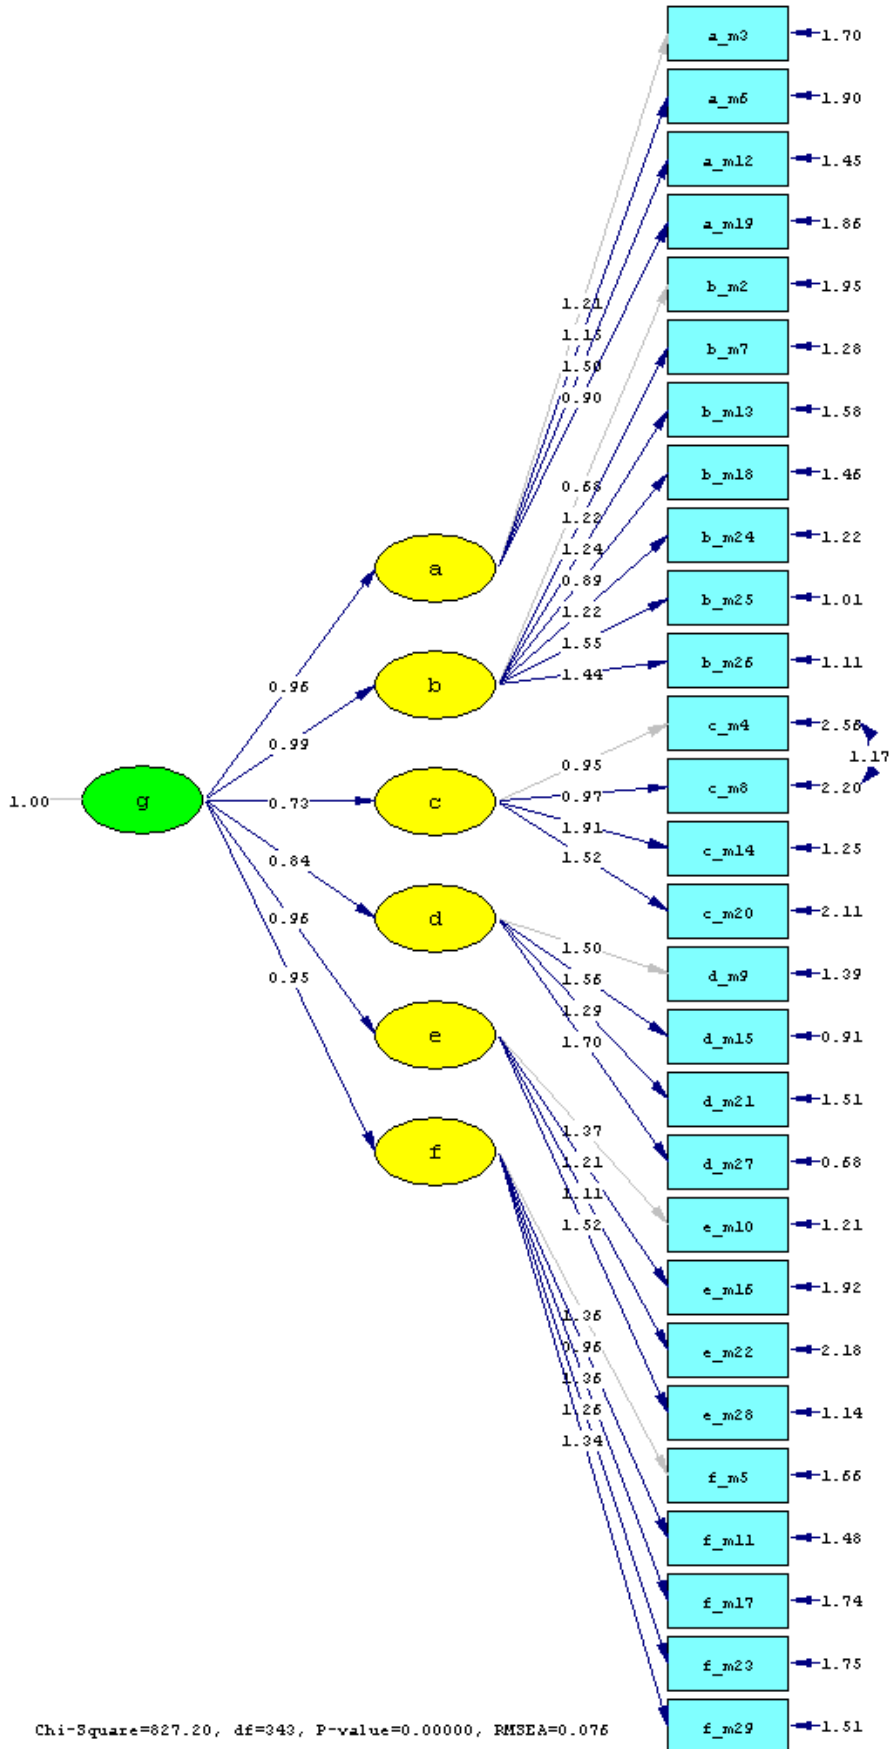 a_m3 1.70
a_m6 1.90
a_m12 1.45
a_m19 1.86
b_m2 1.95
1.21
1.15
b_m7 1.28
1.50
0.90
b_m13 1.58
b_m18 1.46
0.68
1.22
b_m24 1.22
1.24
a
0.89
b_m25 1.01
1.22
1.55
b_m26 1.11
1.44
0.96
b
c_m4 2.56
0.99
1.17
0.95
c_m8 2.20
0.97
1.00
g
0.73
c
1.91
c_m14 1.25
1.52
0.84
c_m20 2.11
0.96
d
1.50
d_m9 1.39
0.95
1.56
1.29
e
d_m15 0.91
1.70
d_m21 1.51
1.37
f
1.21
d_m27 0.68
1.11
1.52
e_m10 1.21
e_m16 1.92
1.36
0.96
e_m22 2.18
1.36
1.26
e_m28 1.14
1.34
f_m5 1.66
f_m11 1.48
f_m17 1.74
f_m23 1.75
f_m29 1.51
Chi-Square=827.20, df=343, P-value=0.00000, RMSEA=0.076